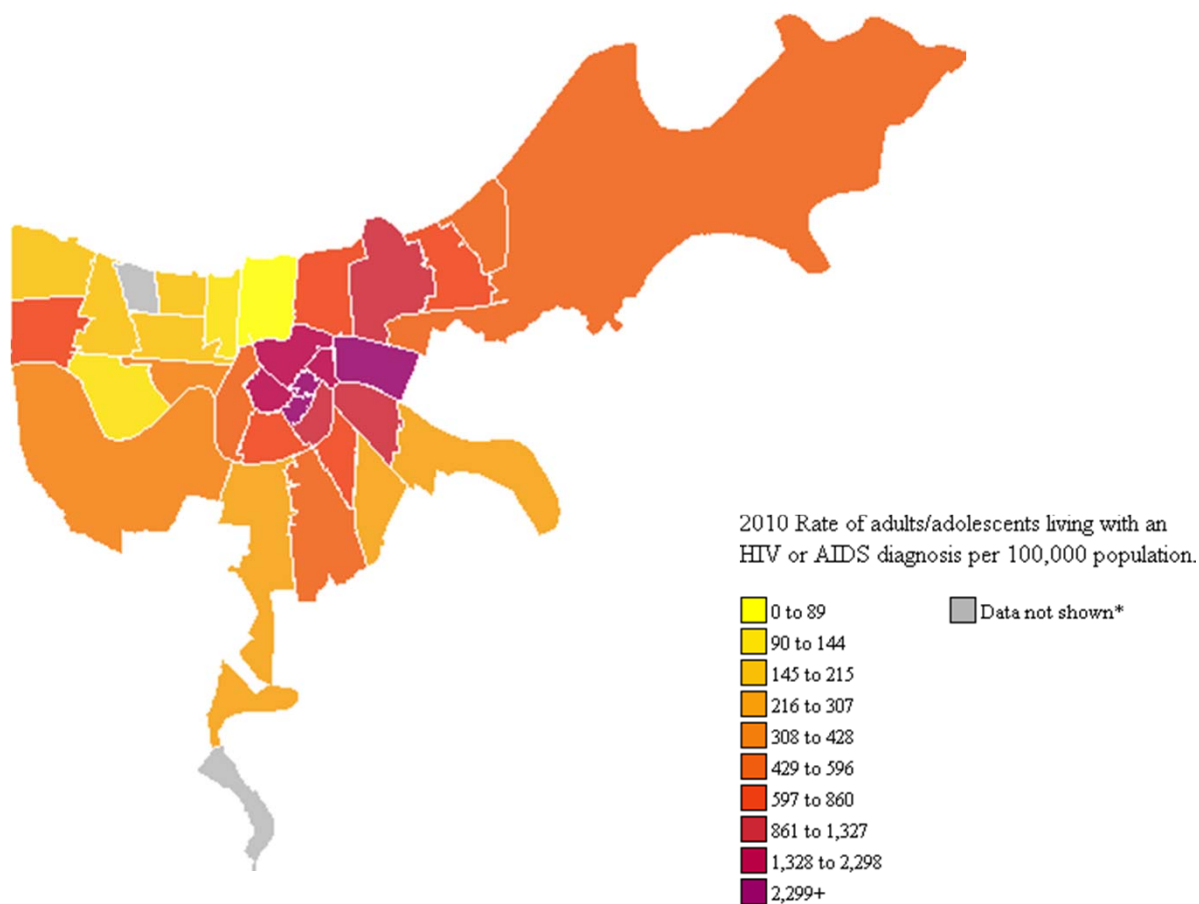 2010 Rate of adults/adolescents living with an
HIV or AIDS diagnosis per 100,000 population.
0 to 89
Data not shown*
90 to 144
145 to 215
216 to 307
308 to 428
429 to 596
597 to 860
861 to 1,327
1,328 to 2,298
2,299+